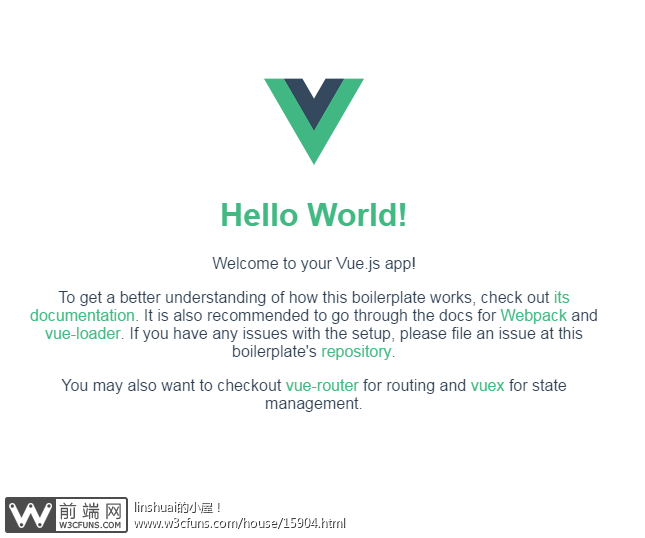 Hello World!
Welcome to your Vue.js app!
To get a better understanding of how this boilerplate works, check out its
documentation. It is also recommended to go through the docs for Webpack and
vue-loader. If you have any issues with the setup, please file an issue at this
boilerplate's repository.
You may also want to checkout vue-router for routing and vuex for state
management.
前端网
W3CFUNS.COM
linshuai的小屋！
www.w3cfuns.com/house/15904.html